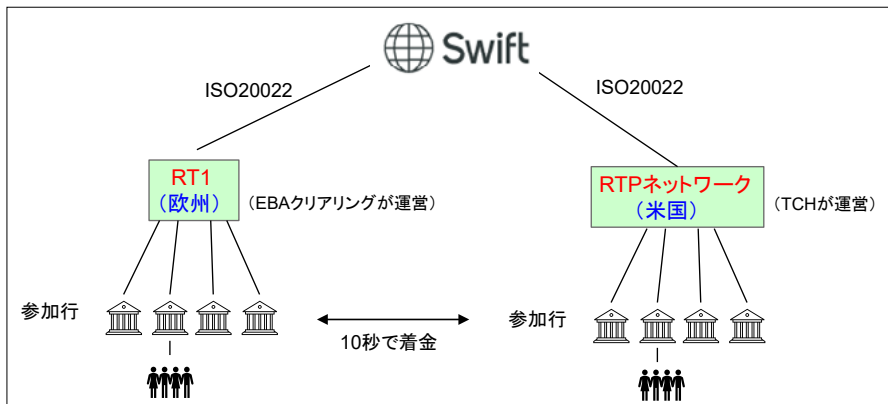 Swift
ISO20022
ISO20022
RT1
（欧州）
（EBAクリアリングが運営）
RTPネットワーク
（米国）
（TCHが運営）
参加行
参加行
10秒で着金